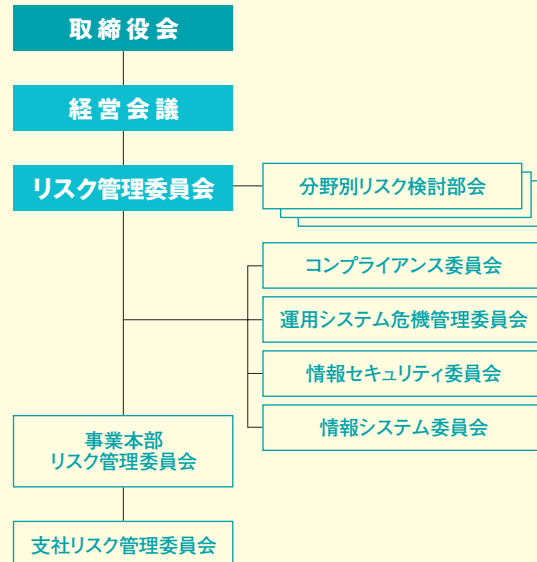 取締役会
経営会議
リスク管理委員会
分野別リスク検討部会
コンプライアンス委員会
運用システム危機管理委員会
情報セキュリティ委員会
情報システム委員会
事業本部
リスク管理委員会
支社リスク管理委員会